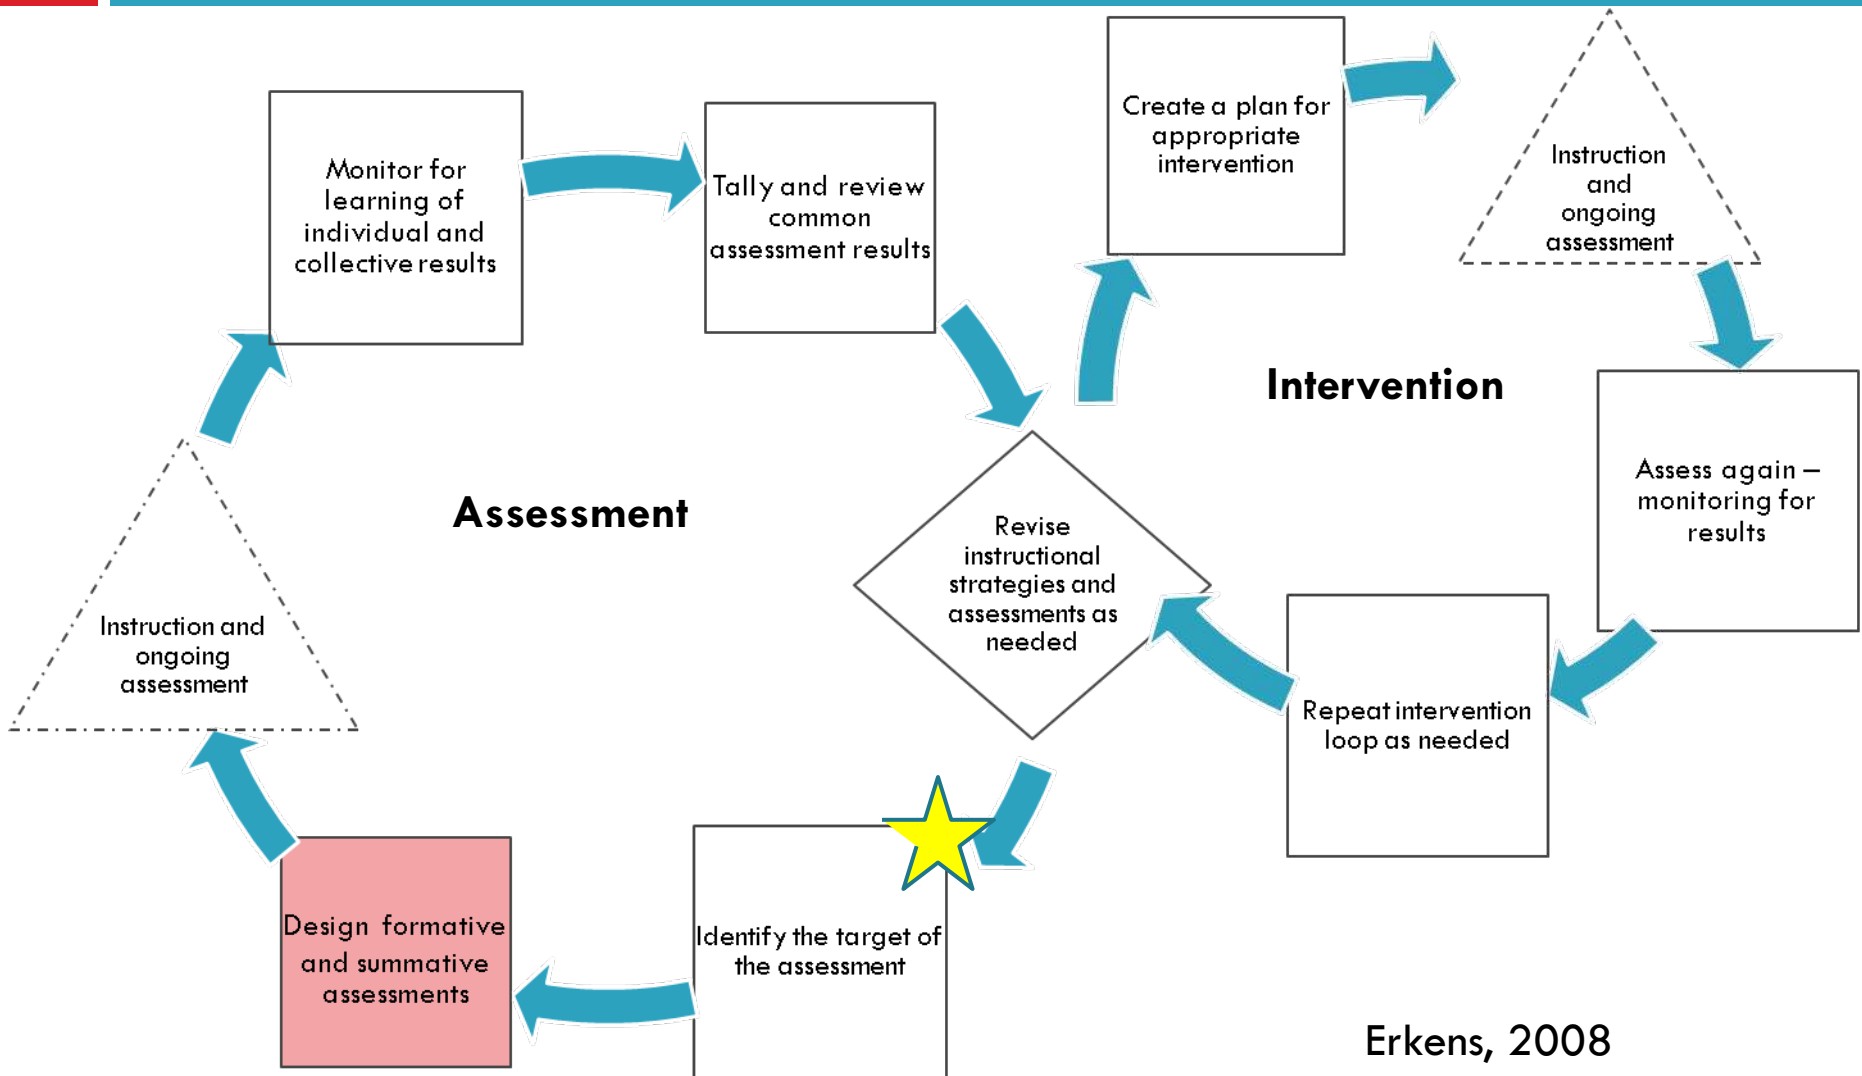 Monitor for
learning of
individual and
collective results
Tally and review
common
assessment results
Create a plan for
appropriate
intervention
Instruction
and
ongoing
assessment
Intervention
Assess again –
monitoring for
results
Assessment
Revise
instructional
strategies and
assessments as
needed
Instruction and
ongoing
assessment
Repeat intervention
loop as needed
Design formative
and summative
assessments
Identify the target of
the assessment
Erkens, 2008